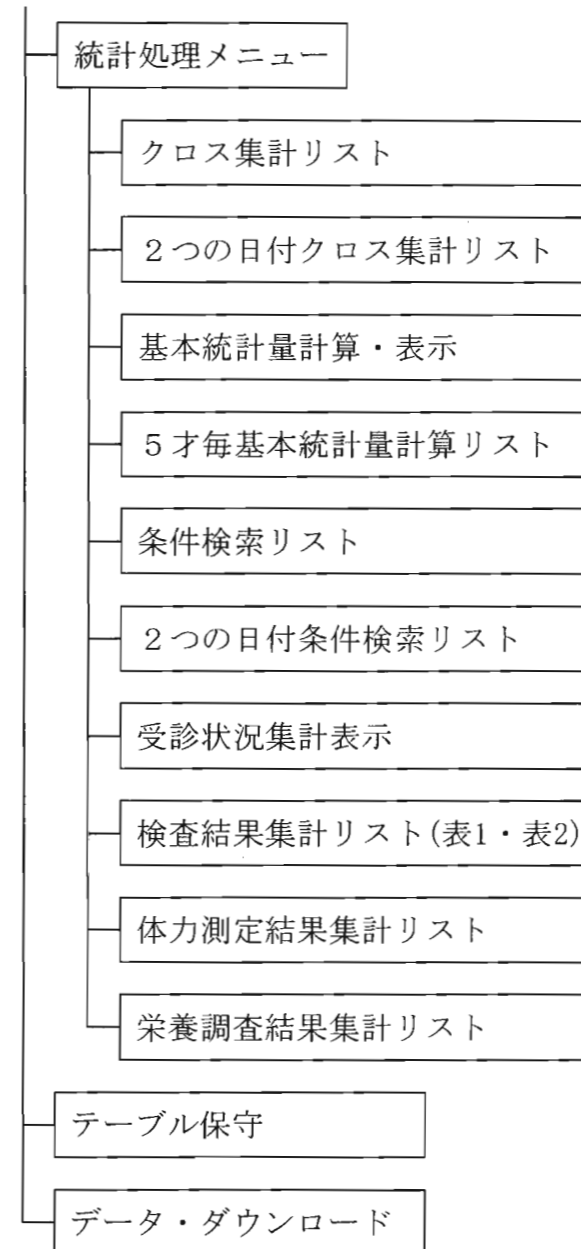 統計処理メニュー
クロス集計リスト
２つの日付クロス集計リスト
基本統計量計算・表示
５才毎基本統計量計算リスト
条件検索リスト
２つの日付条件検索リスト
受診状況集計表示
検査結果集計リスト(表1・表2)
体力測定結果集計リスト
栄養調査結果集計リスト
テーブル保守
データ・ダウンロード